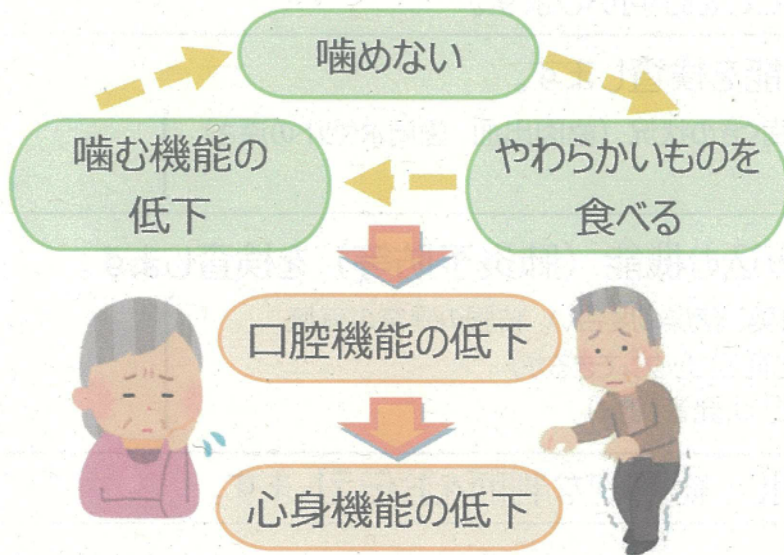 噛めない
噛む機能の
低下
やわらかいものを
食べる
口腔機能の低下
心身機能の低下